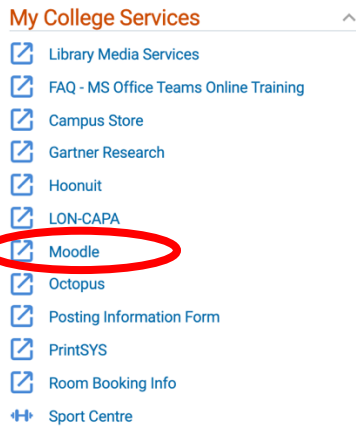 My College Services
Library Media Services
FAQ - MS Office Teams Online Training
Campus Store
Gartner Research
Hoonuit
LON-CAPA
Moodle
Octopus
Posting Information Form
PrintSYS
Room Booking Info
Sport Centre